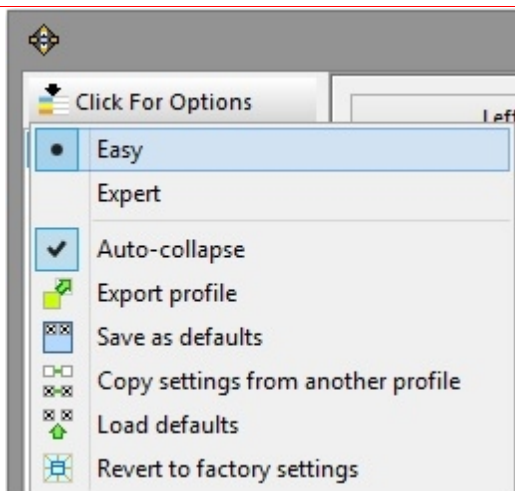 Click For Options
Left
Easy
Expert
Auto-collapse
Export profile
Save as defaults
Copy settings from another profile
Load defaults
Revert to factory settings